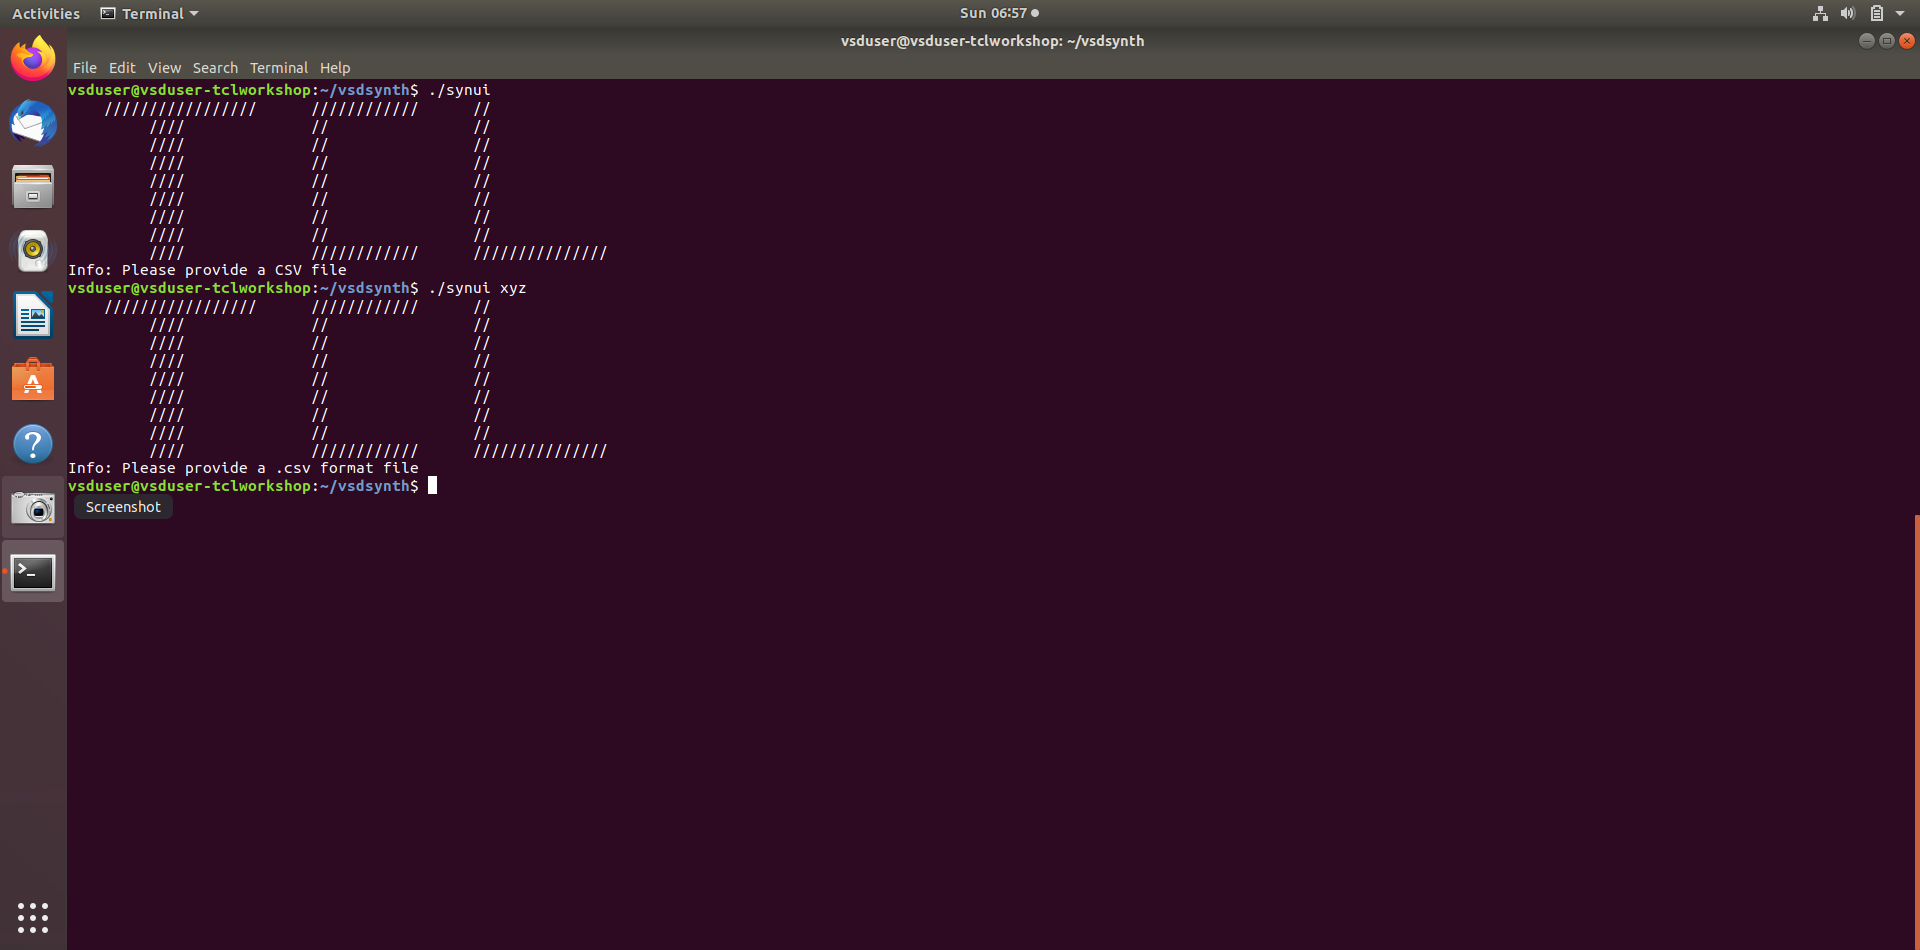 Activities Terminal Sun 06:57
vsduser@vsduser-tclworkshop: ~/vsdsynth
File Edit View Search Terminal Help
vsduser@vsduser-tclworkshop:~/vsdsynth$ ./synui
    /////////////////      ////////////      //
         ////              //                //
         ////              //                //
         ////              //                //
         ////              //                //
         ////              //                //
         ////              //                //
         ////              //                //
         ////              ////////////      ///////////////
Info: Please provide a CSV file
vsduser@vsduser-tclworkshop:~/vsdsynth$ ./synui xyz
    /////////////////      ////////////      //
         ////              //                //
         ////              //                //
         ////              //                //
         ////              //                //
         ////              //                //
         ////              //                //
         ////              //                //
         ////              ////////////      ///////////////
Info: Please provide a .csv format file
vsduser@vsduser-tclworkshop:~/vsdsynth$
Screenshot